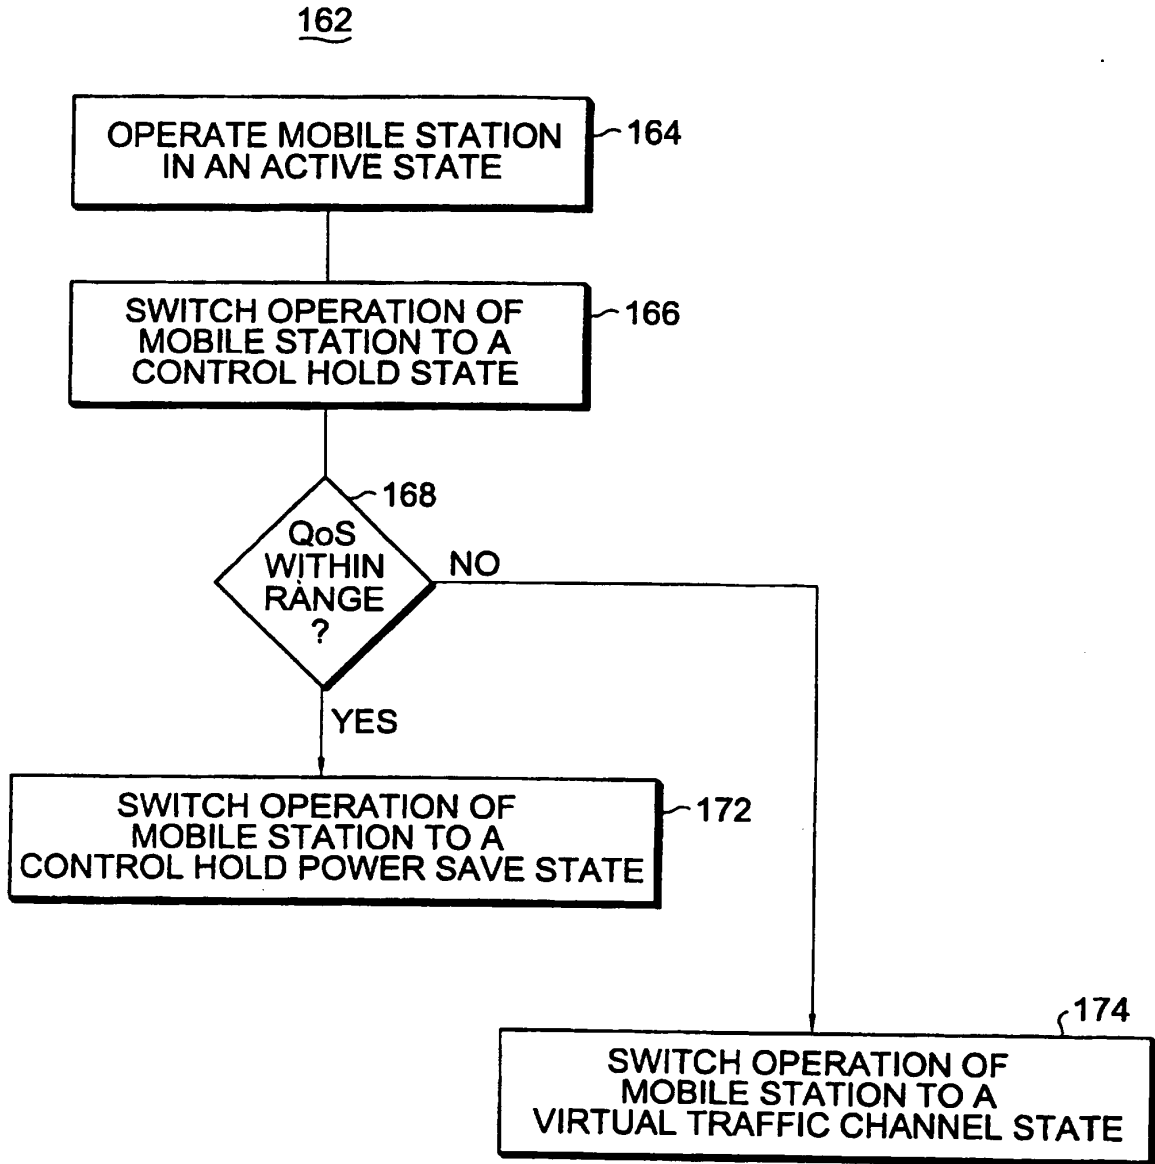 162
OPERATE MOBILE STATION
IN AN ACTIVE STATE
164
SWITCH OPERATION OF
MOBILE STATION TO A
CONTROL HOLD STATE
166
168
QoS
WITHIN
RANGE
?
NO
YES
SWITCH OPERATION OF
MOBILE STATION TO A
CONTROL HOLD POWER SAVE STATE
172
174
SWITCH OPERATION OF
MOBILE STATION TO A
VIRTUAL TRAFFIC CHANNEL STATE